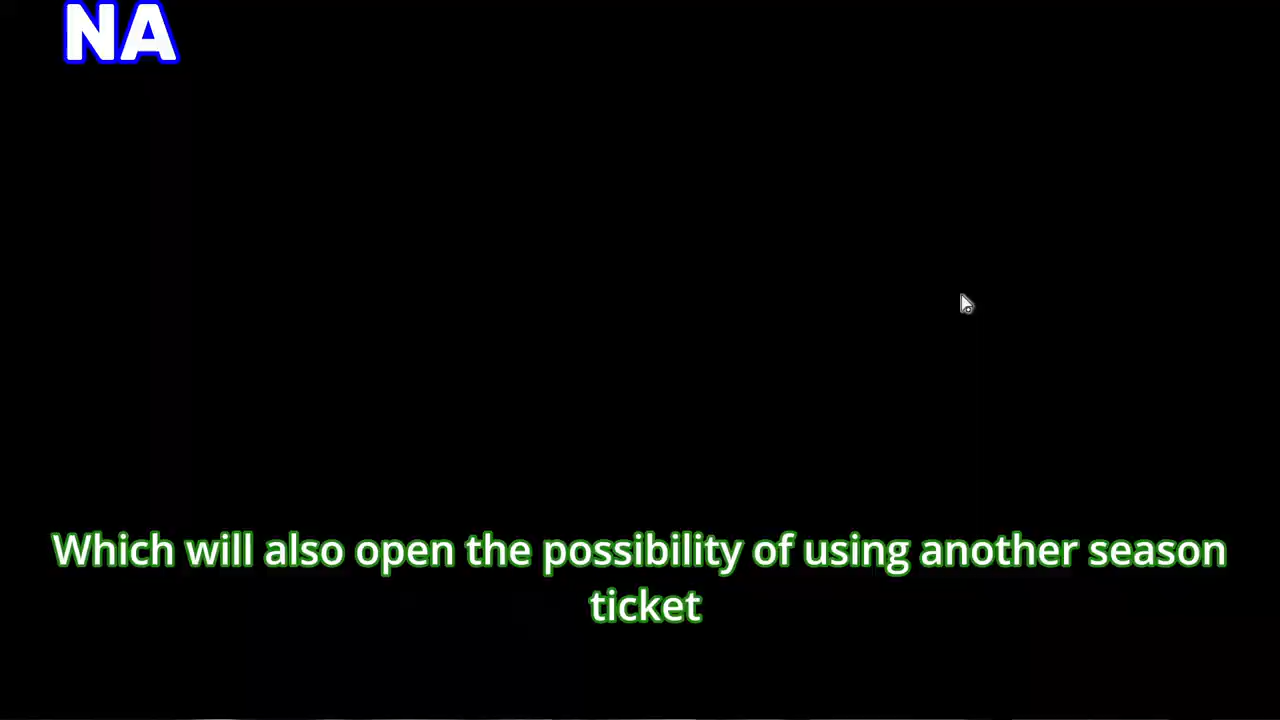 NA
Which will also open the possibility of using another season
ticket